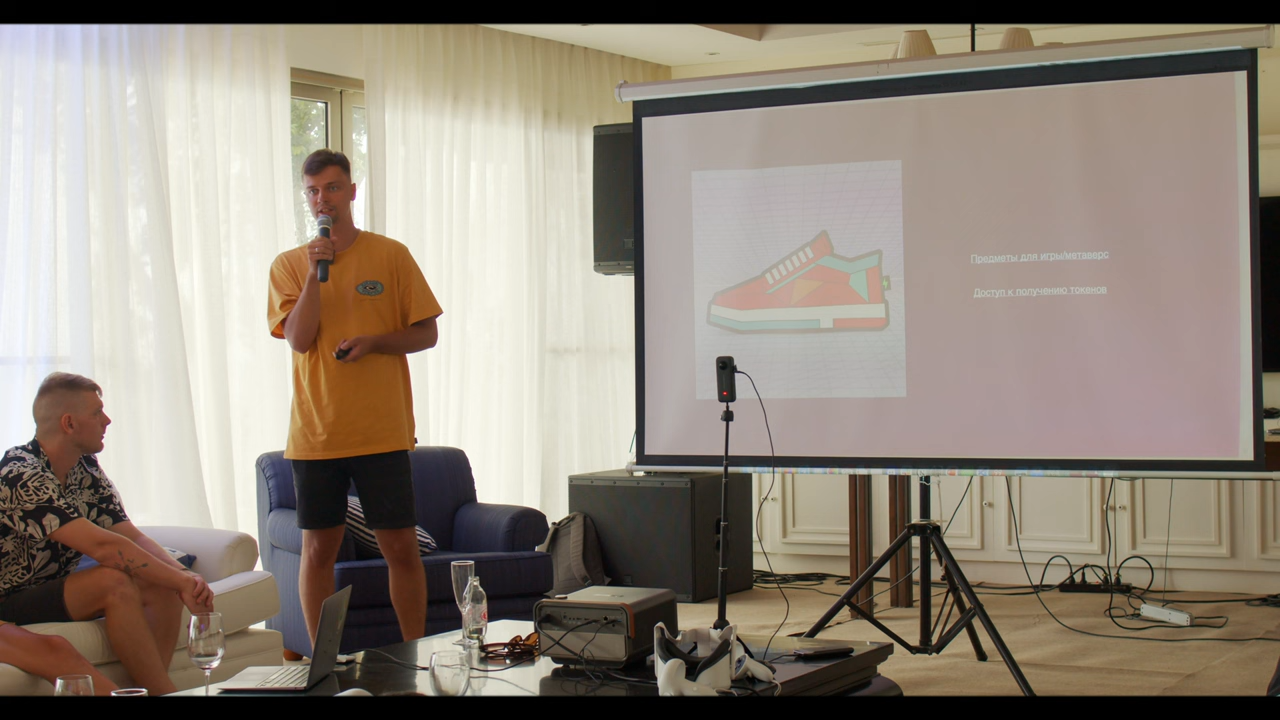 Предметы для игры/метаверс
Доступ к получению токенов